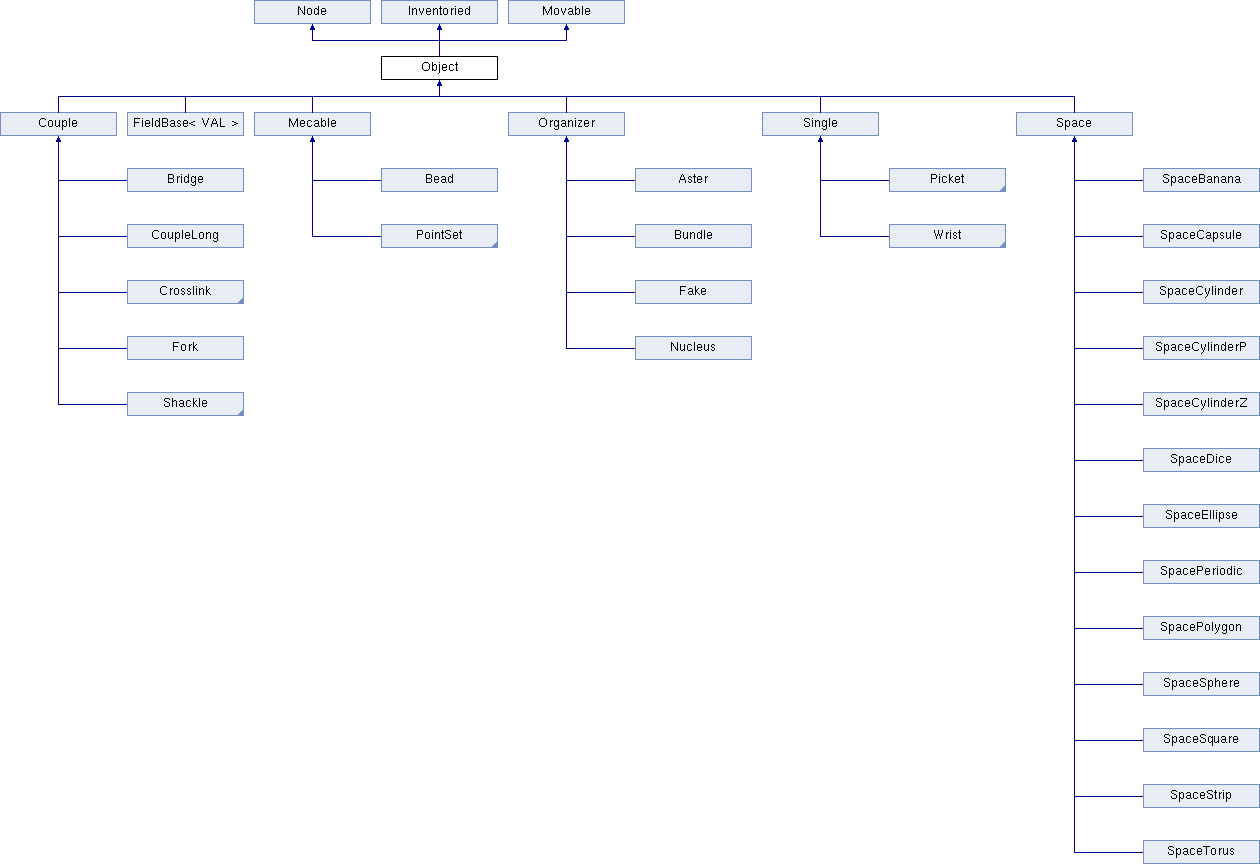 Node
Inventoried
Movable
Object
Couple
FieldBase< VAL >
Mecable
Organizer
Single
Space
Bridge
Bead
Aster
Picket
SpaceBanana
CoupleLong
PointSet
Bundle
Wrist
SpaceCapsule
Crosslink
Fake
SpaceCylinder
Fork
Nucleus
SpaceCylinderP
Shackle
SpaceCylinderZ
SpaceDice
SpaceEllipse
SpacePeriodic
SpacePolygon
SpaceSphere
SpaceSquare
SpaceStrip
SpaceTorus